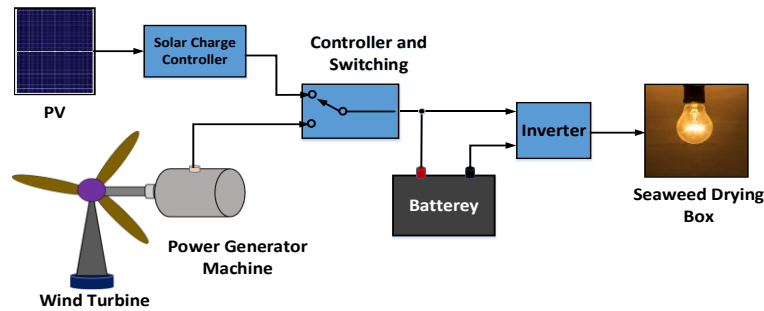 Solar Charge
Controller
Controller and
Switching
PV
Inverter
Batterey
Seaweed Drying
Box
Power Generator
Machine
Wind Turbine